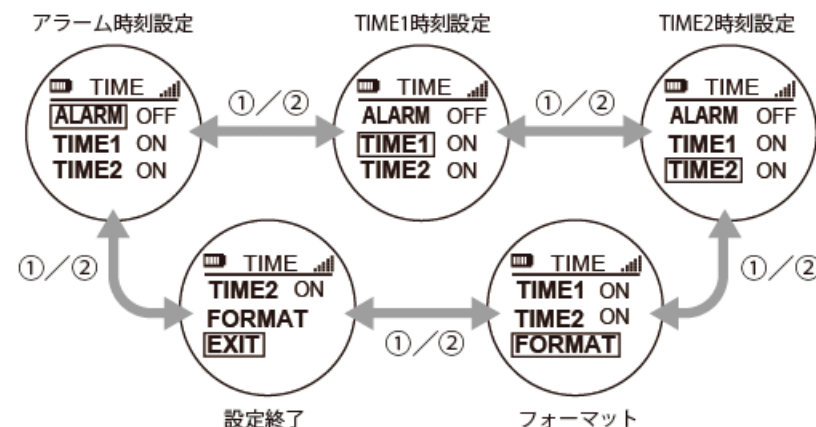 アラーム時刻設定
TIME1時刻設定
TIME2時刻設定
TIME
ALARM OFF
TIME1 ON
TIME2 ON
①／②
TIME
ALARM OFF
TIME1 ON
TIME2 ON
①／②
TIME
ALARM OFF
TIME1 ON
TIME2 ON
①／②
TIME
TIME2 ON
FORMAT
EXIT
①／②
TIME
TIME1 ON
TIME2 ON
FORMAT
①／②
設定終了
フォーマット